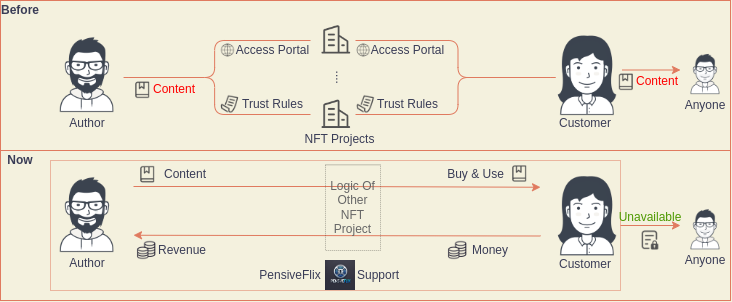 Before
Access Portal
Access Portal
Content
Trust Rules
Trust Rules
Author
NFT Projects
Customer
Content
Anyone
Now
Content
Logic Of
Other
NFT
Project
Buy & Use
Unavailable
Revenue
Money
Author
PensiveFlix
Support
Customer
Anyone